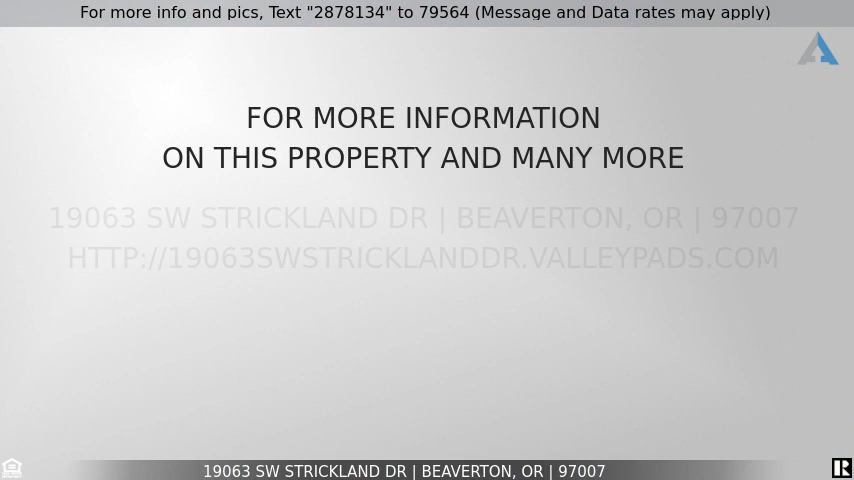 For more info and pics, Text "2878134" to 79564 (Message and Data rates may apply)
FOR MORE INFORMATION
ON THIS PROPERTY AND MANY MORE
19063 SW STRICKLAND DR | BEAVERTON, OR | 97007
HTTP://19063SWSTRICKLANDDR.VALLEYPADS.COM
19063 SW STRICKLAND DR | BEAVERTON, OR | 97007